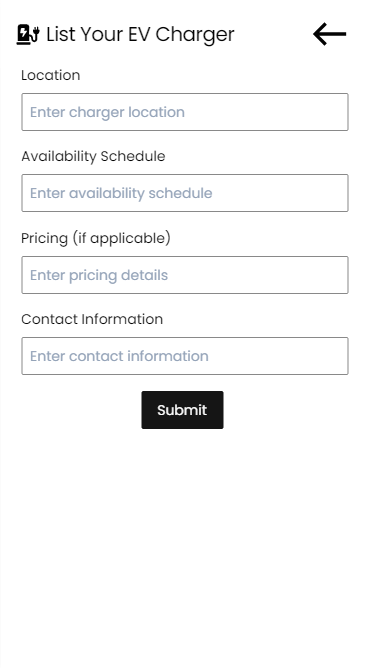 List Your EV Charger
Location
Enter charger location
Availability Schedule
Enter availability schedule
Pricing (if applicable)
Enter pricing details
Contact Information
Enter contact information
Submit